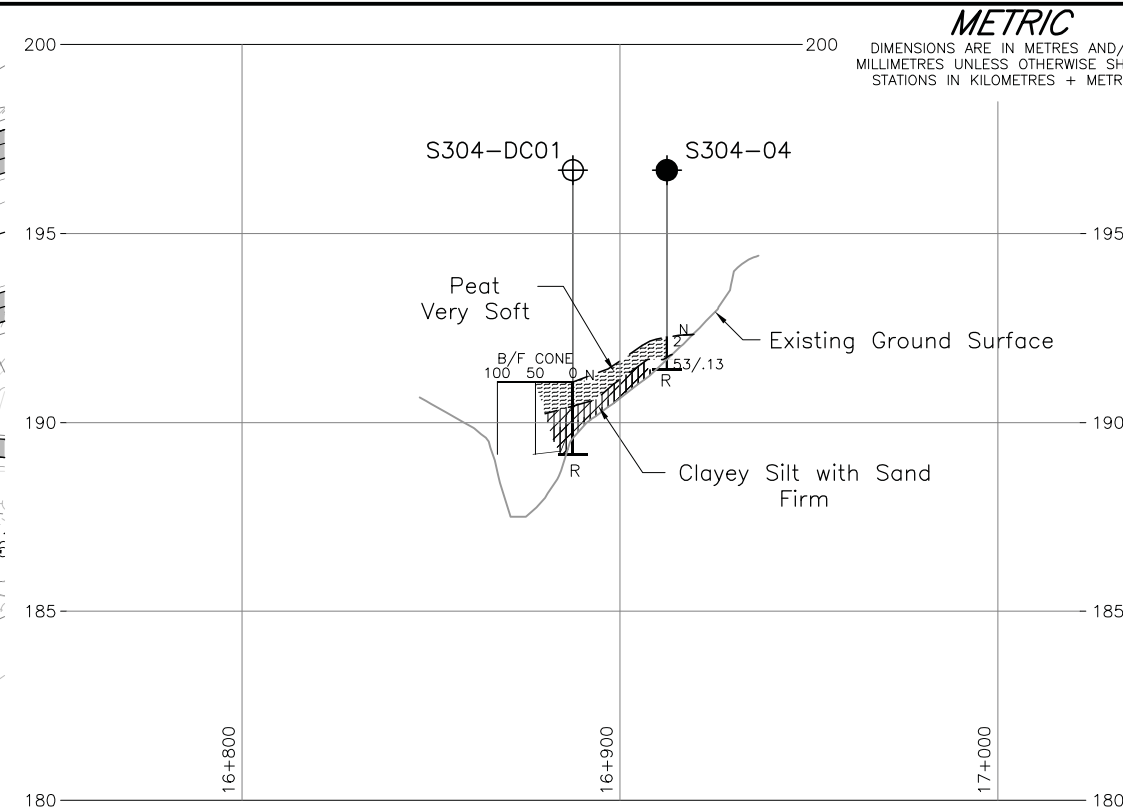 METRIC
DIMENSIONS ARE IN METRES AND/
MILLIMETRES UNLESS OTHERWISE SH
STATIONS IN KILOMETRES + METR
200
200
S304-DC01
S304-04
195
195
Peat
Very Soft
N
2
Existing Ground Surface
B/F CONE
100 50 0 N
53/.13
R
190
190
Clayey Silt with Sand
Firm
R
185
185
16+800
16+900
17+000
180
180